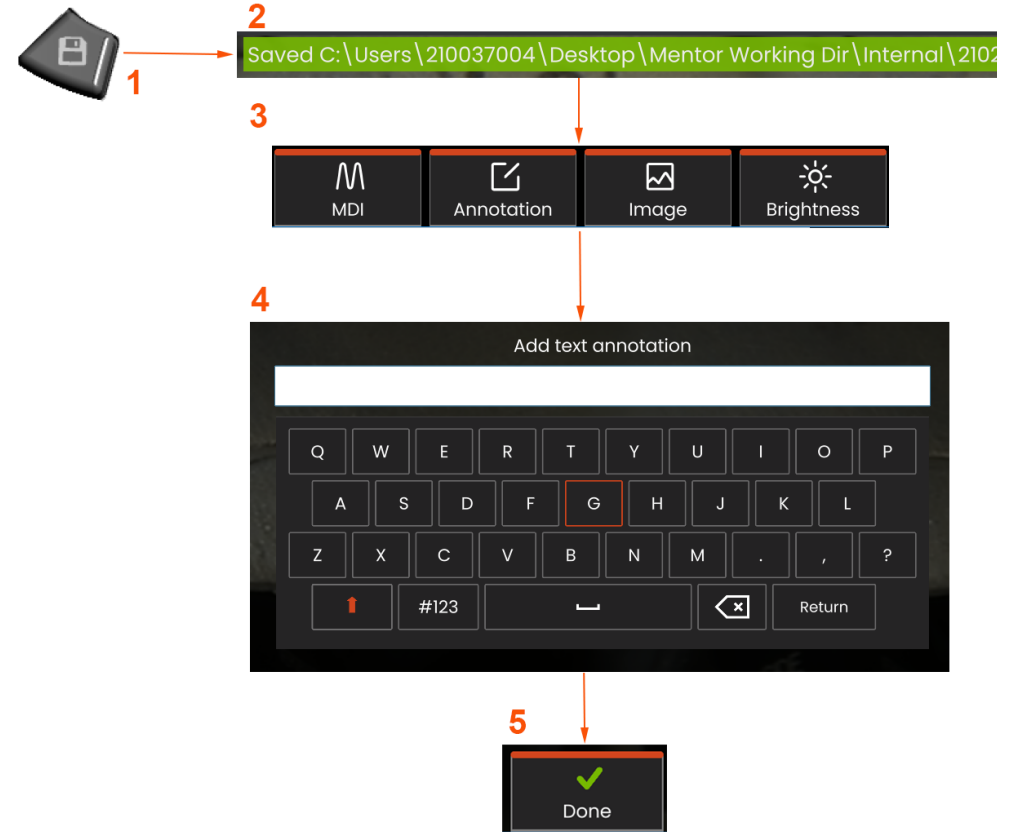 1
2
Saved C:\Users\210037004\Desktop\Mentor Working Dir\Internal\2102
3
MDI Annotation Image Brightness
4
Add text annotation
Q W E R T Y U I O P
A S D F G H J K L
Z X C V B N M . , ?
#123 Return
5
Done